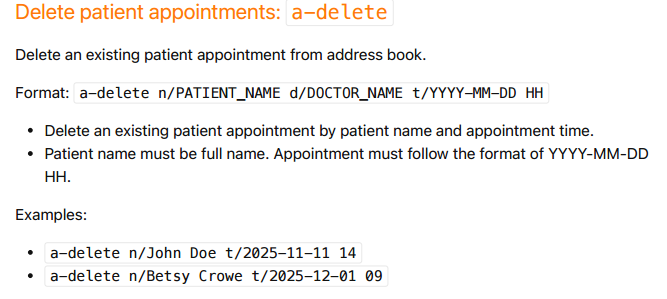 Delete patient appointments: a-delete
Delete an existing patient appointment from address book.
Format: a-delete n/PATIENT_NAME d/DOCTOR_NAME t/YYYY-MM-DD HH
• Delete an existing patient appointment by patient name and appointment time.
• Patient name must be full name. Appointment must follow the format of YYYY-MM-DD
HH.
Examples:
• a-delete n/John Doe t/2025-11-11 14
• a-delete n/Betsy Crowe t/2025-12-01 09